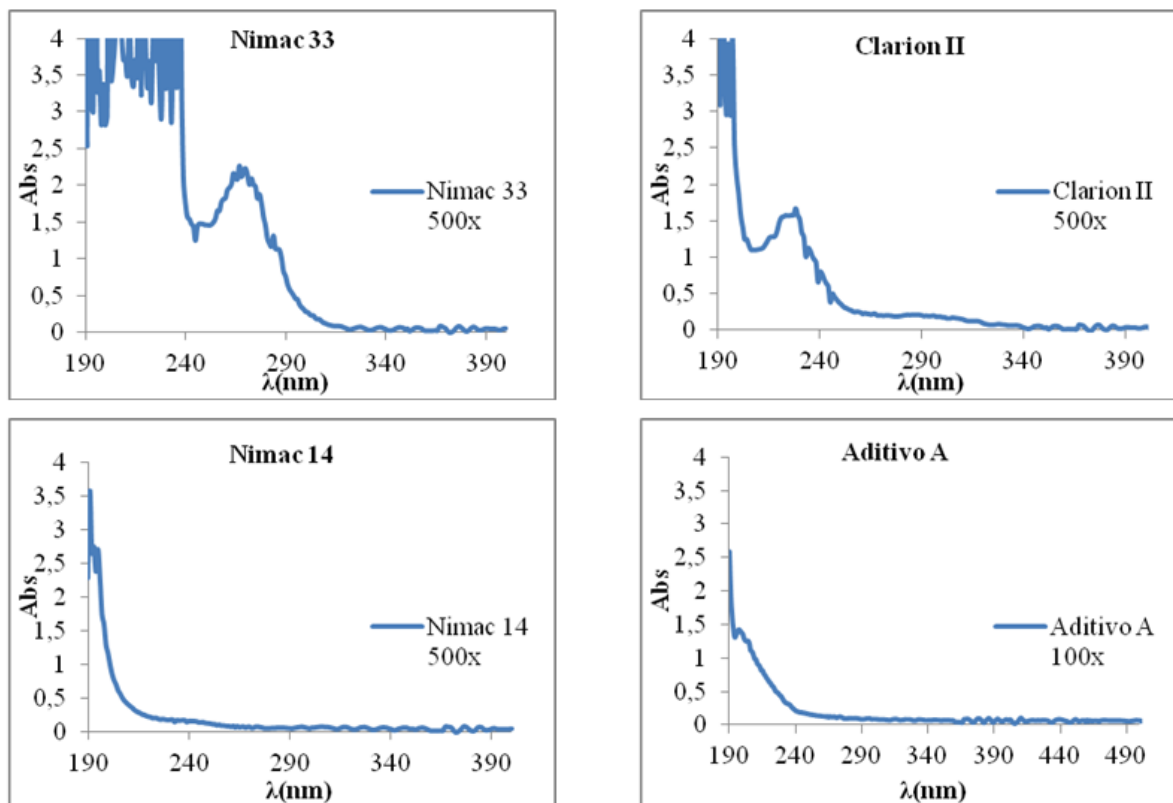 Nimac 33
4
3,5
3
2,5
2
1,5
1
0,5
0
Abs
190 240 290 340 390
λ(nm)
Nimac 33
500x
Clarion II
4
3,5
3
2,5
2
1,5
1
0,5
0
Abs
190 240 290 340 390
λ(nm)
Clarion II
500x
Nimac 14
4
3,5
3
2,5
2
1,5
1
0,5
0
Abs
190 240 290 340 390
λ(nm)
Nimac 14
500x
Aditivo A
4
3,5
3
2,5
2
1,5
1
0,5
0
Abs
190 240 290 340 390 440 490
λ(nm)
Aditivo A
100x